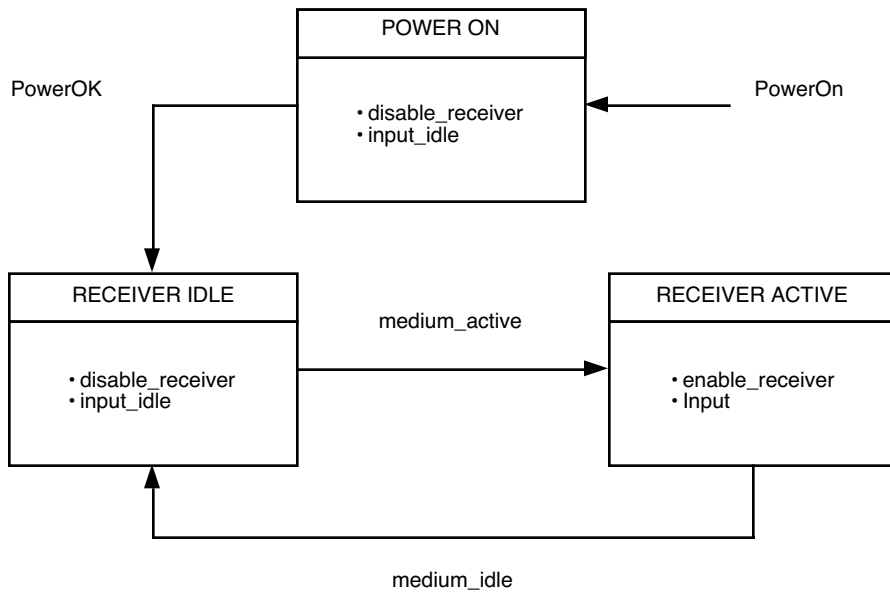 POWER ON
PowerOK
PowerOn
• disable_receiver
• input_idle
RECEIVER IDLE
RECEIVER ACTIVE
medium_active
• disable_receiver
• input_idle
• enable_receiver
• Input
medium_idle